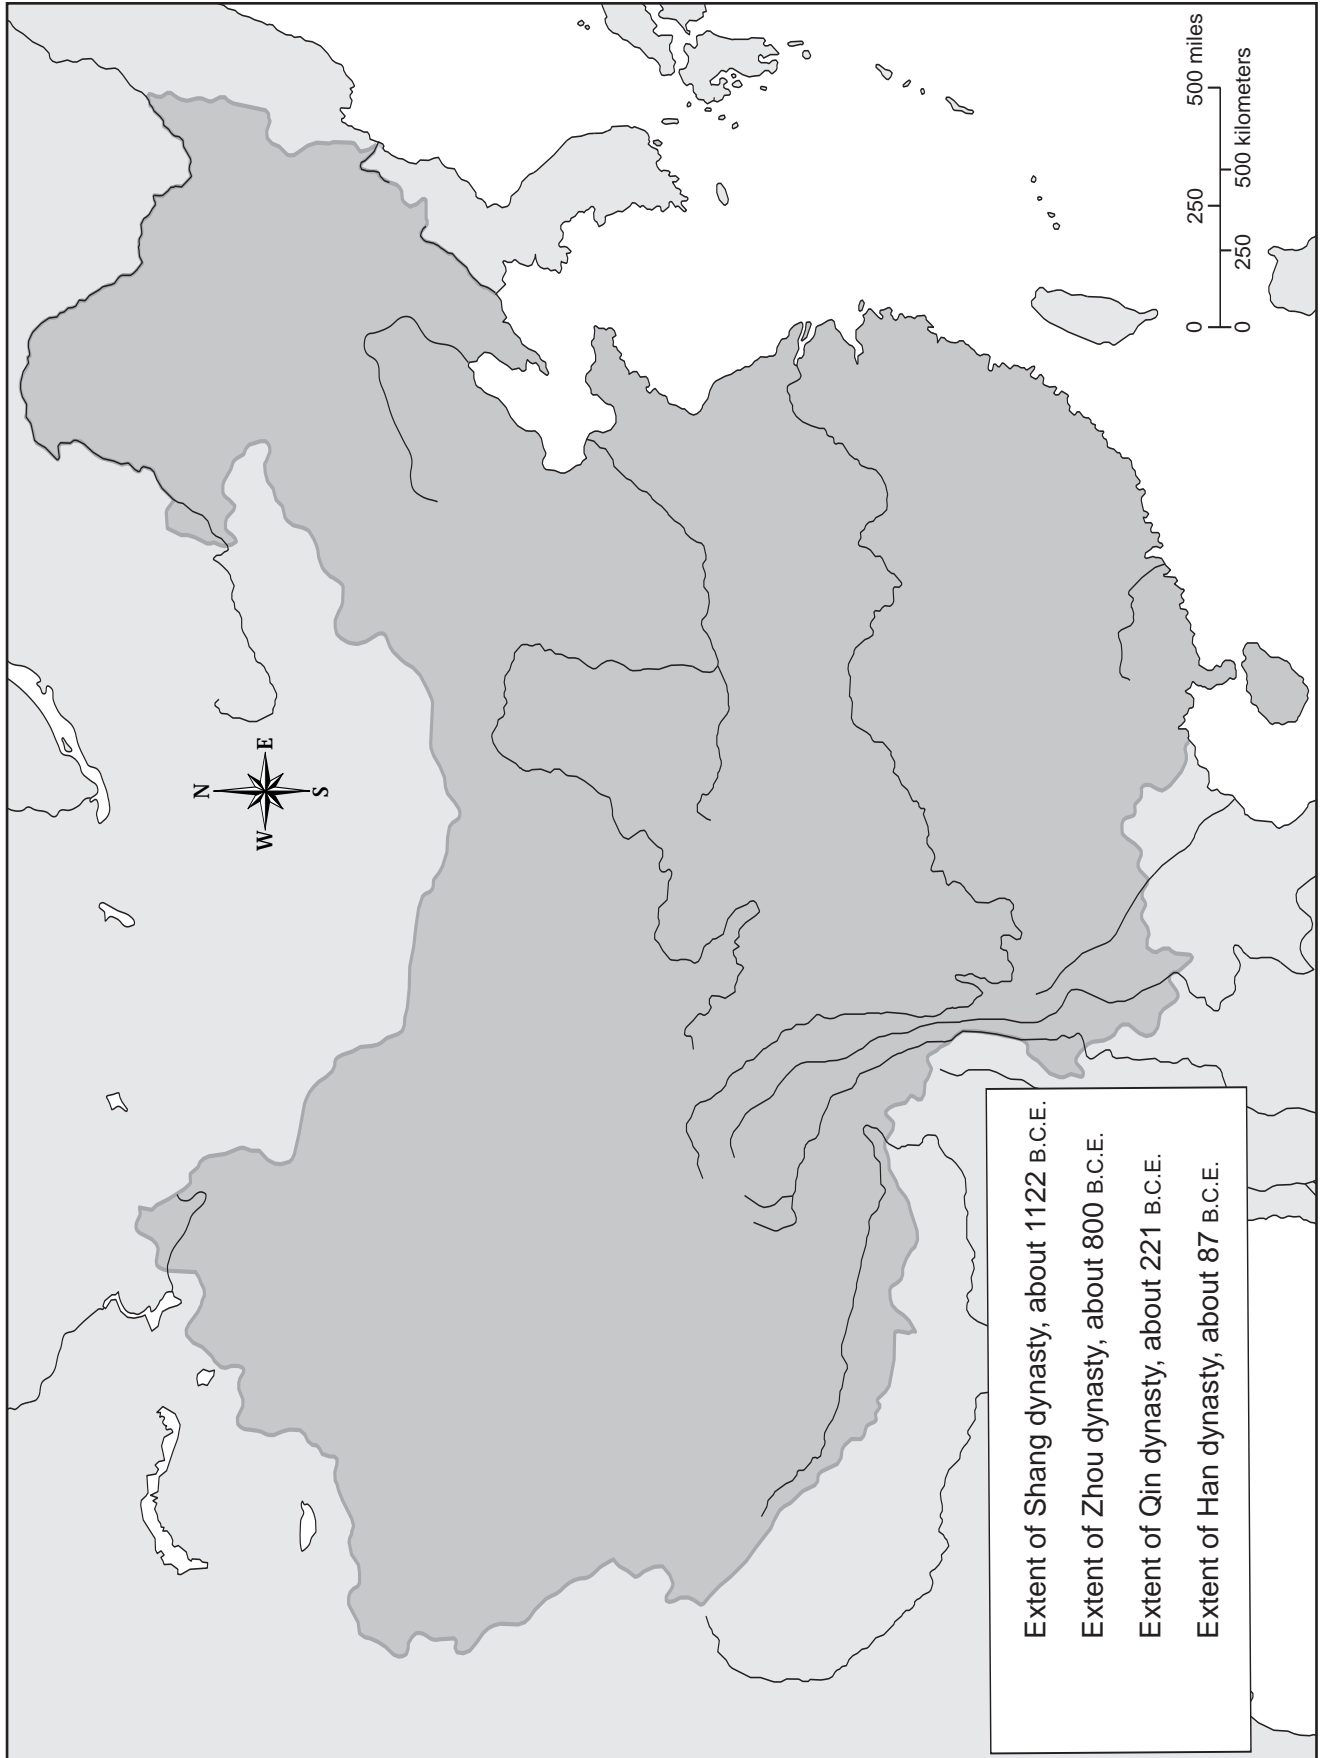 N
W E
S
Extent of Shang dynasty, about 1122 B.C.E.
Extent of Zhou dynasty, about 800 B.C.E.
Extent of Qin dynasty, about 221 B.C.E.
Extent of Han dynasty, about 87 B.C.E.
0 250 500 miles
0 250 500 kilometers